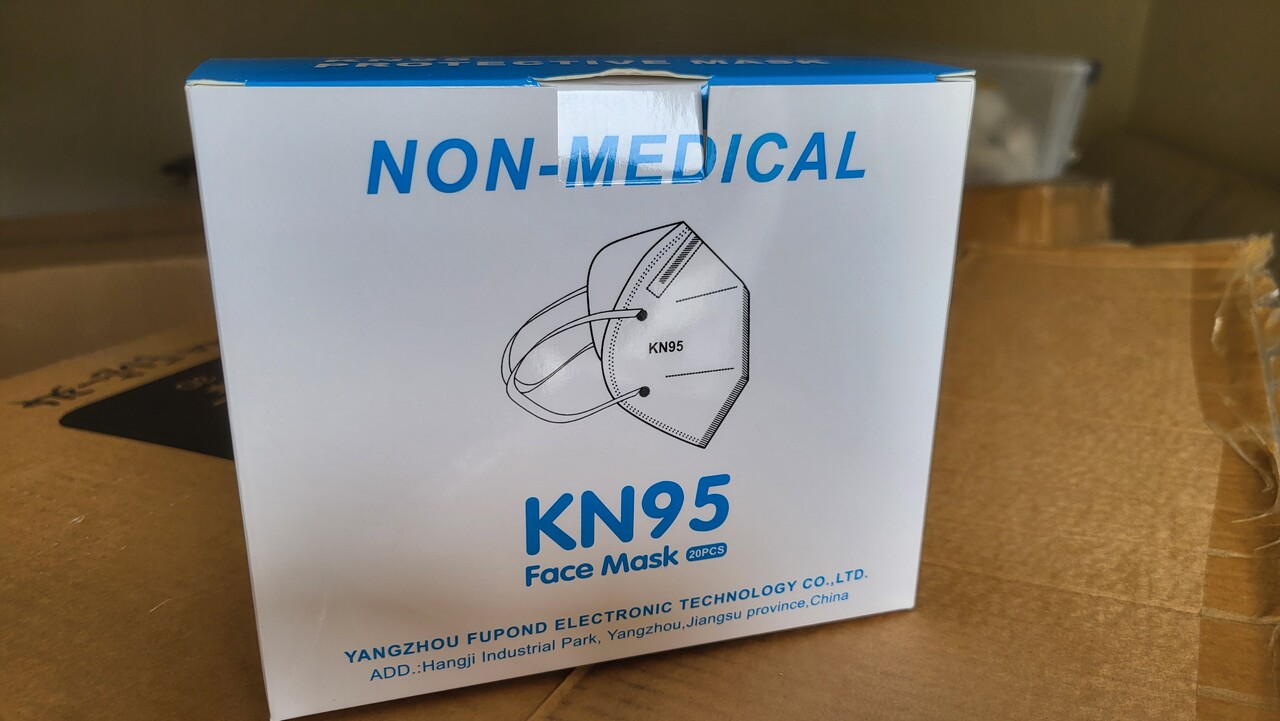 KN95
PROTECTIVE MASK
NON-MEDICAL
KN95
KN95
Face Mask 20PCS
YANGZHOU FUPOND ELECTRONIC TECHNOLOGY CO.,LTD.
ADD.:Hangji Industrial Park, Yangzhou,Jiangsu province,China